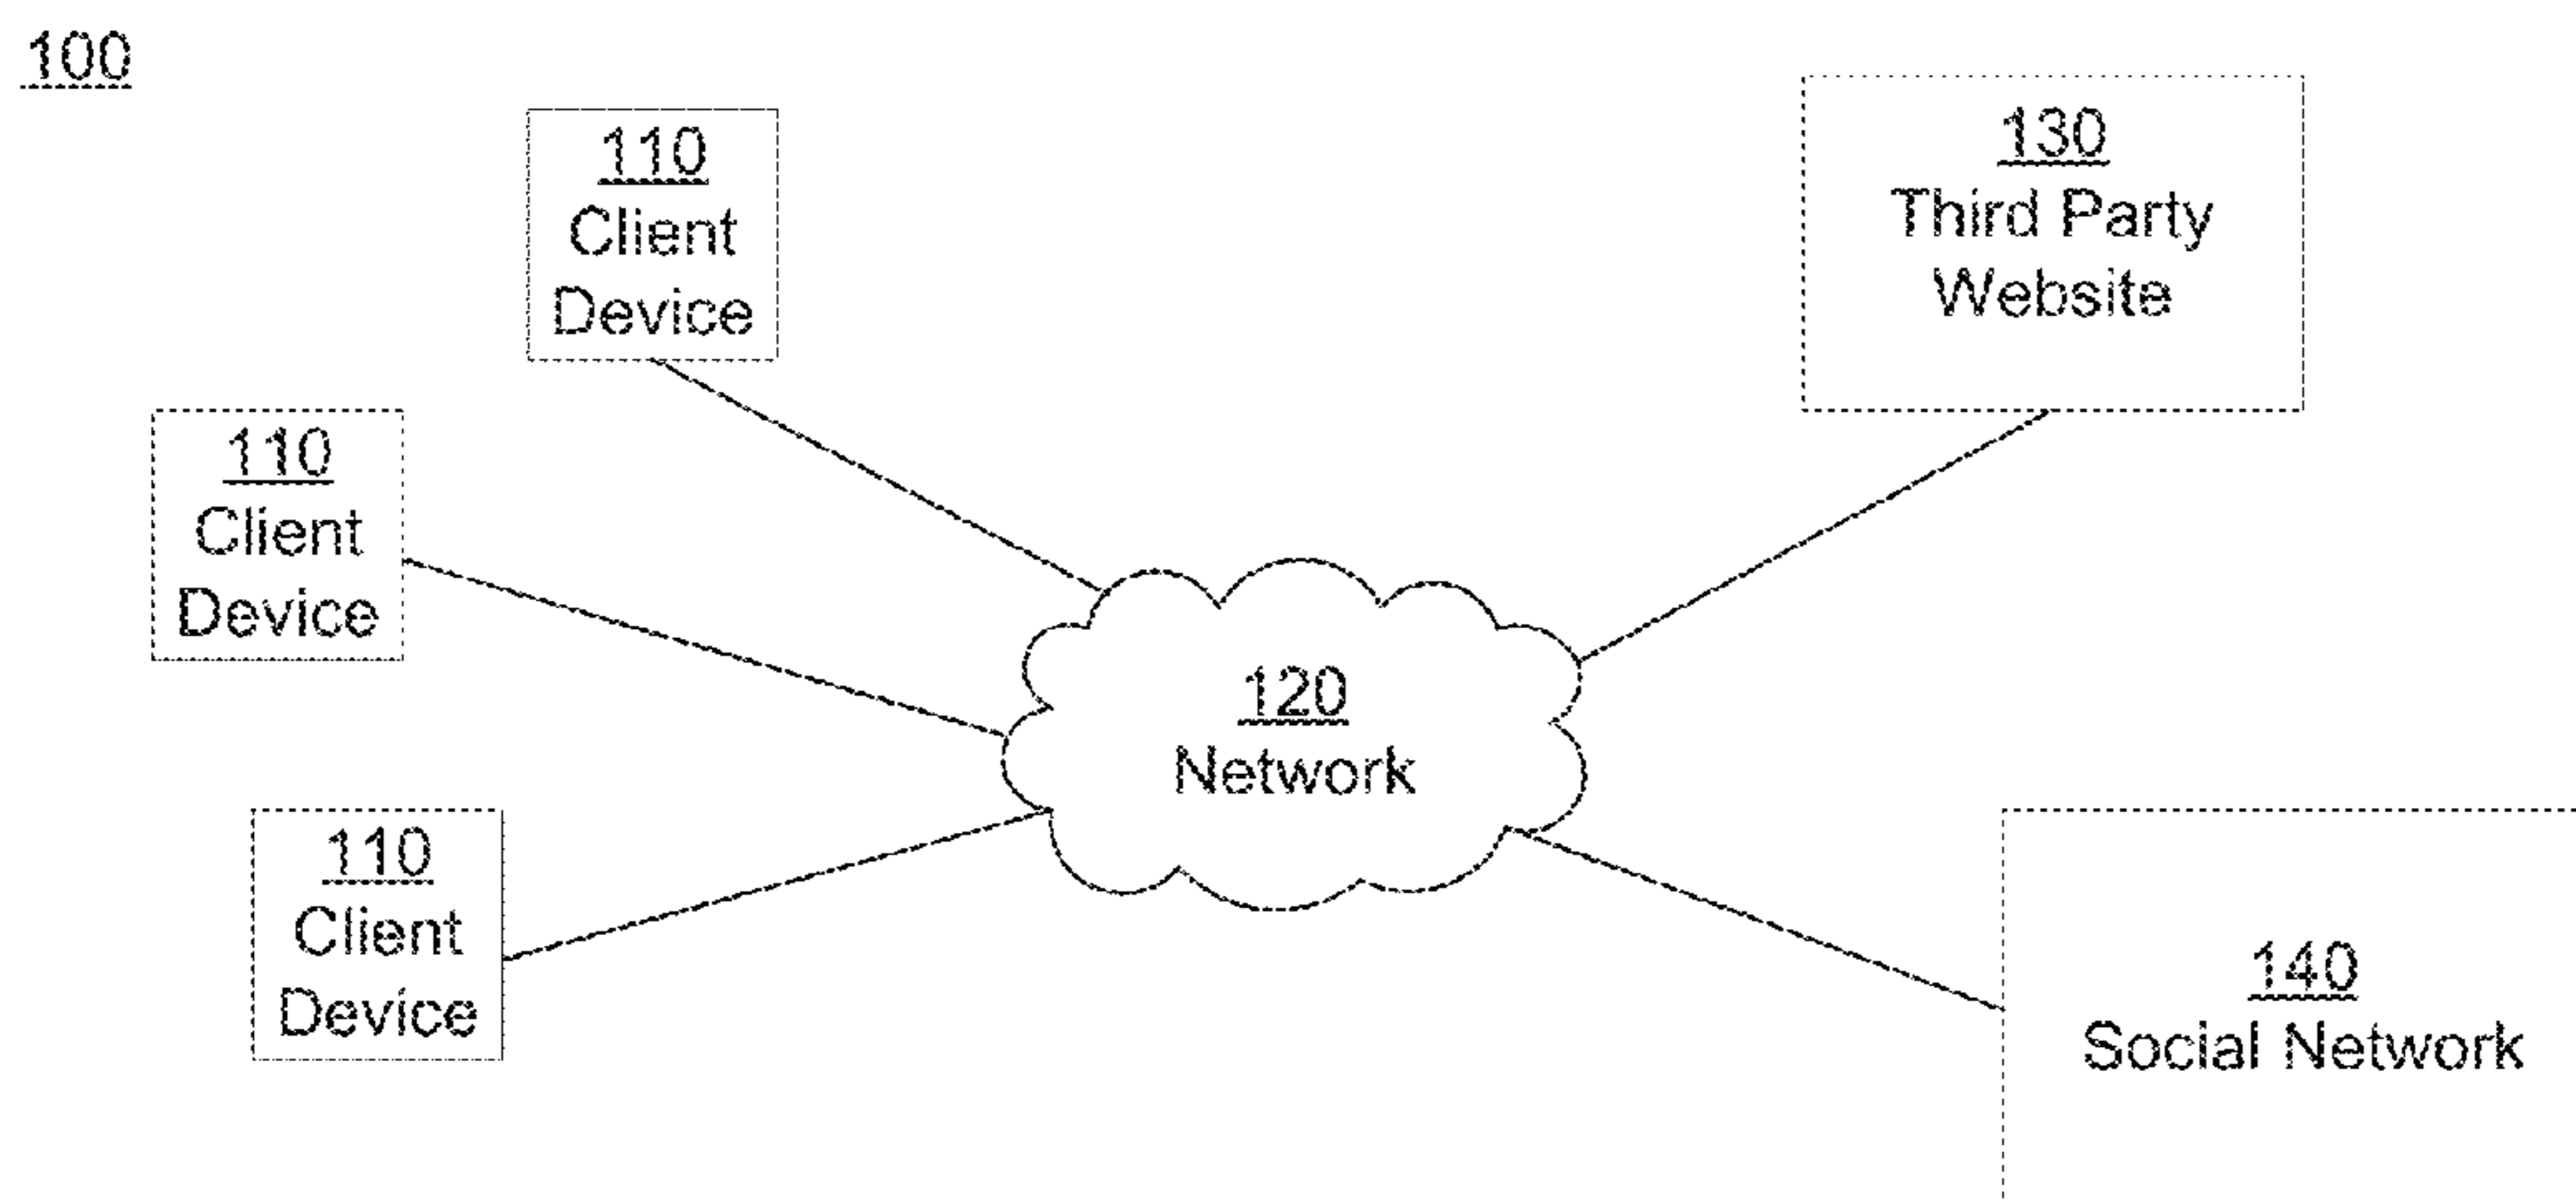 100
110
Client
Device
130
Third Party
Website
110
Client
Device
120
Network
110
Client
Device
140
Social Network